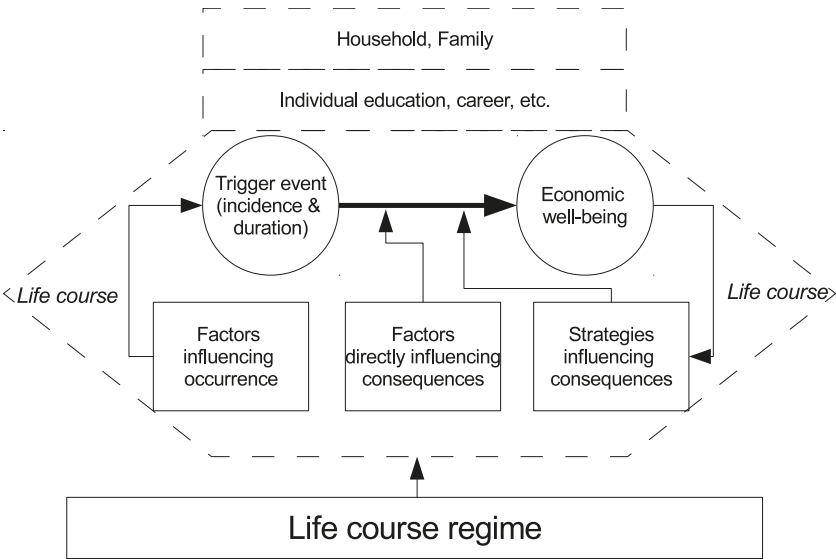 Household, Family
Individual education, career, etc.
Trigger event
(incidence &
duration)
Economic
well-being
Life course
Life course
Factors
influencing
occurrence
Factors
directly influencing
consequences
Strategies
influencing
consequences
Life course regime